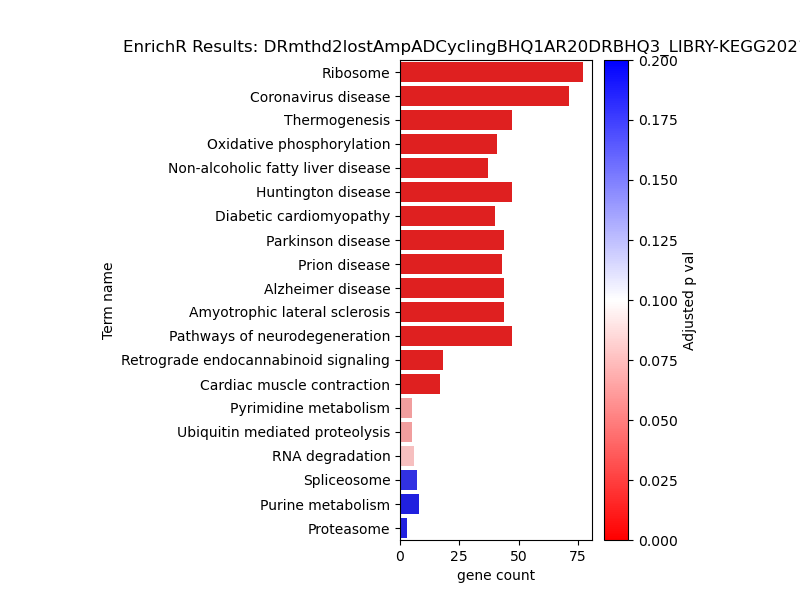 EnrichR Results: DRmthd2lostAmpADCyclingBHQ1AR20DRBHQ3_LIBRY-KEGG202
Term name
Ribosome
Coronavirus disease
Thermogenesis
Oxidative phosphorylation
Non-alcoholic fatty liver disease
Huntington disease
Diabetic cardiomyopathy
Parkinson disease
Prion disease
Alzheimer disease
Amyotrophic lateral sclerosis
Pathways of neurodegeneration
Retrograde endocannabinoid signaling
Cardiac muscle contraction
Pyrimidine metabolism
Ubiquitin mediated proteolysis
RNA degradation
Spliceosome
Purine metabolism
Proteasome
0 25 50 75
gene count
0.200
0.175
0.150
0.125
0.100
0.075
0.050
0.025
0.000
Adjusted p val